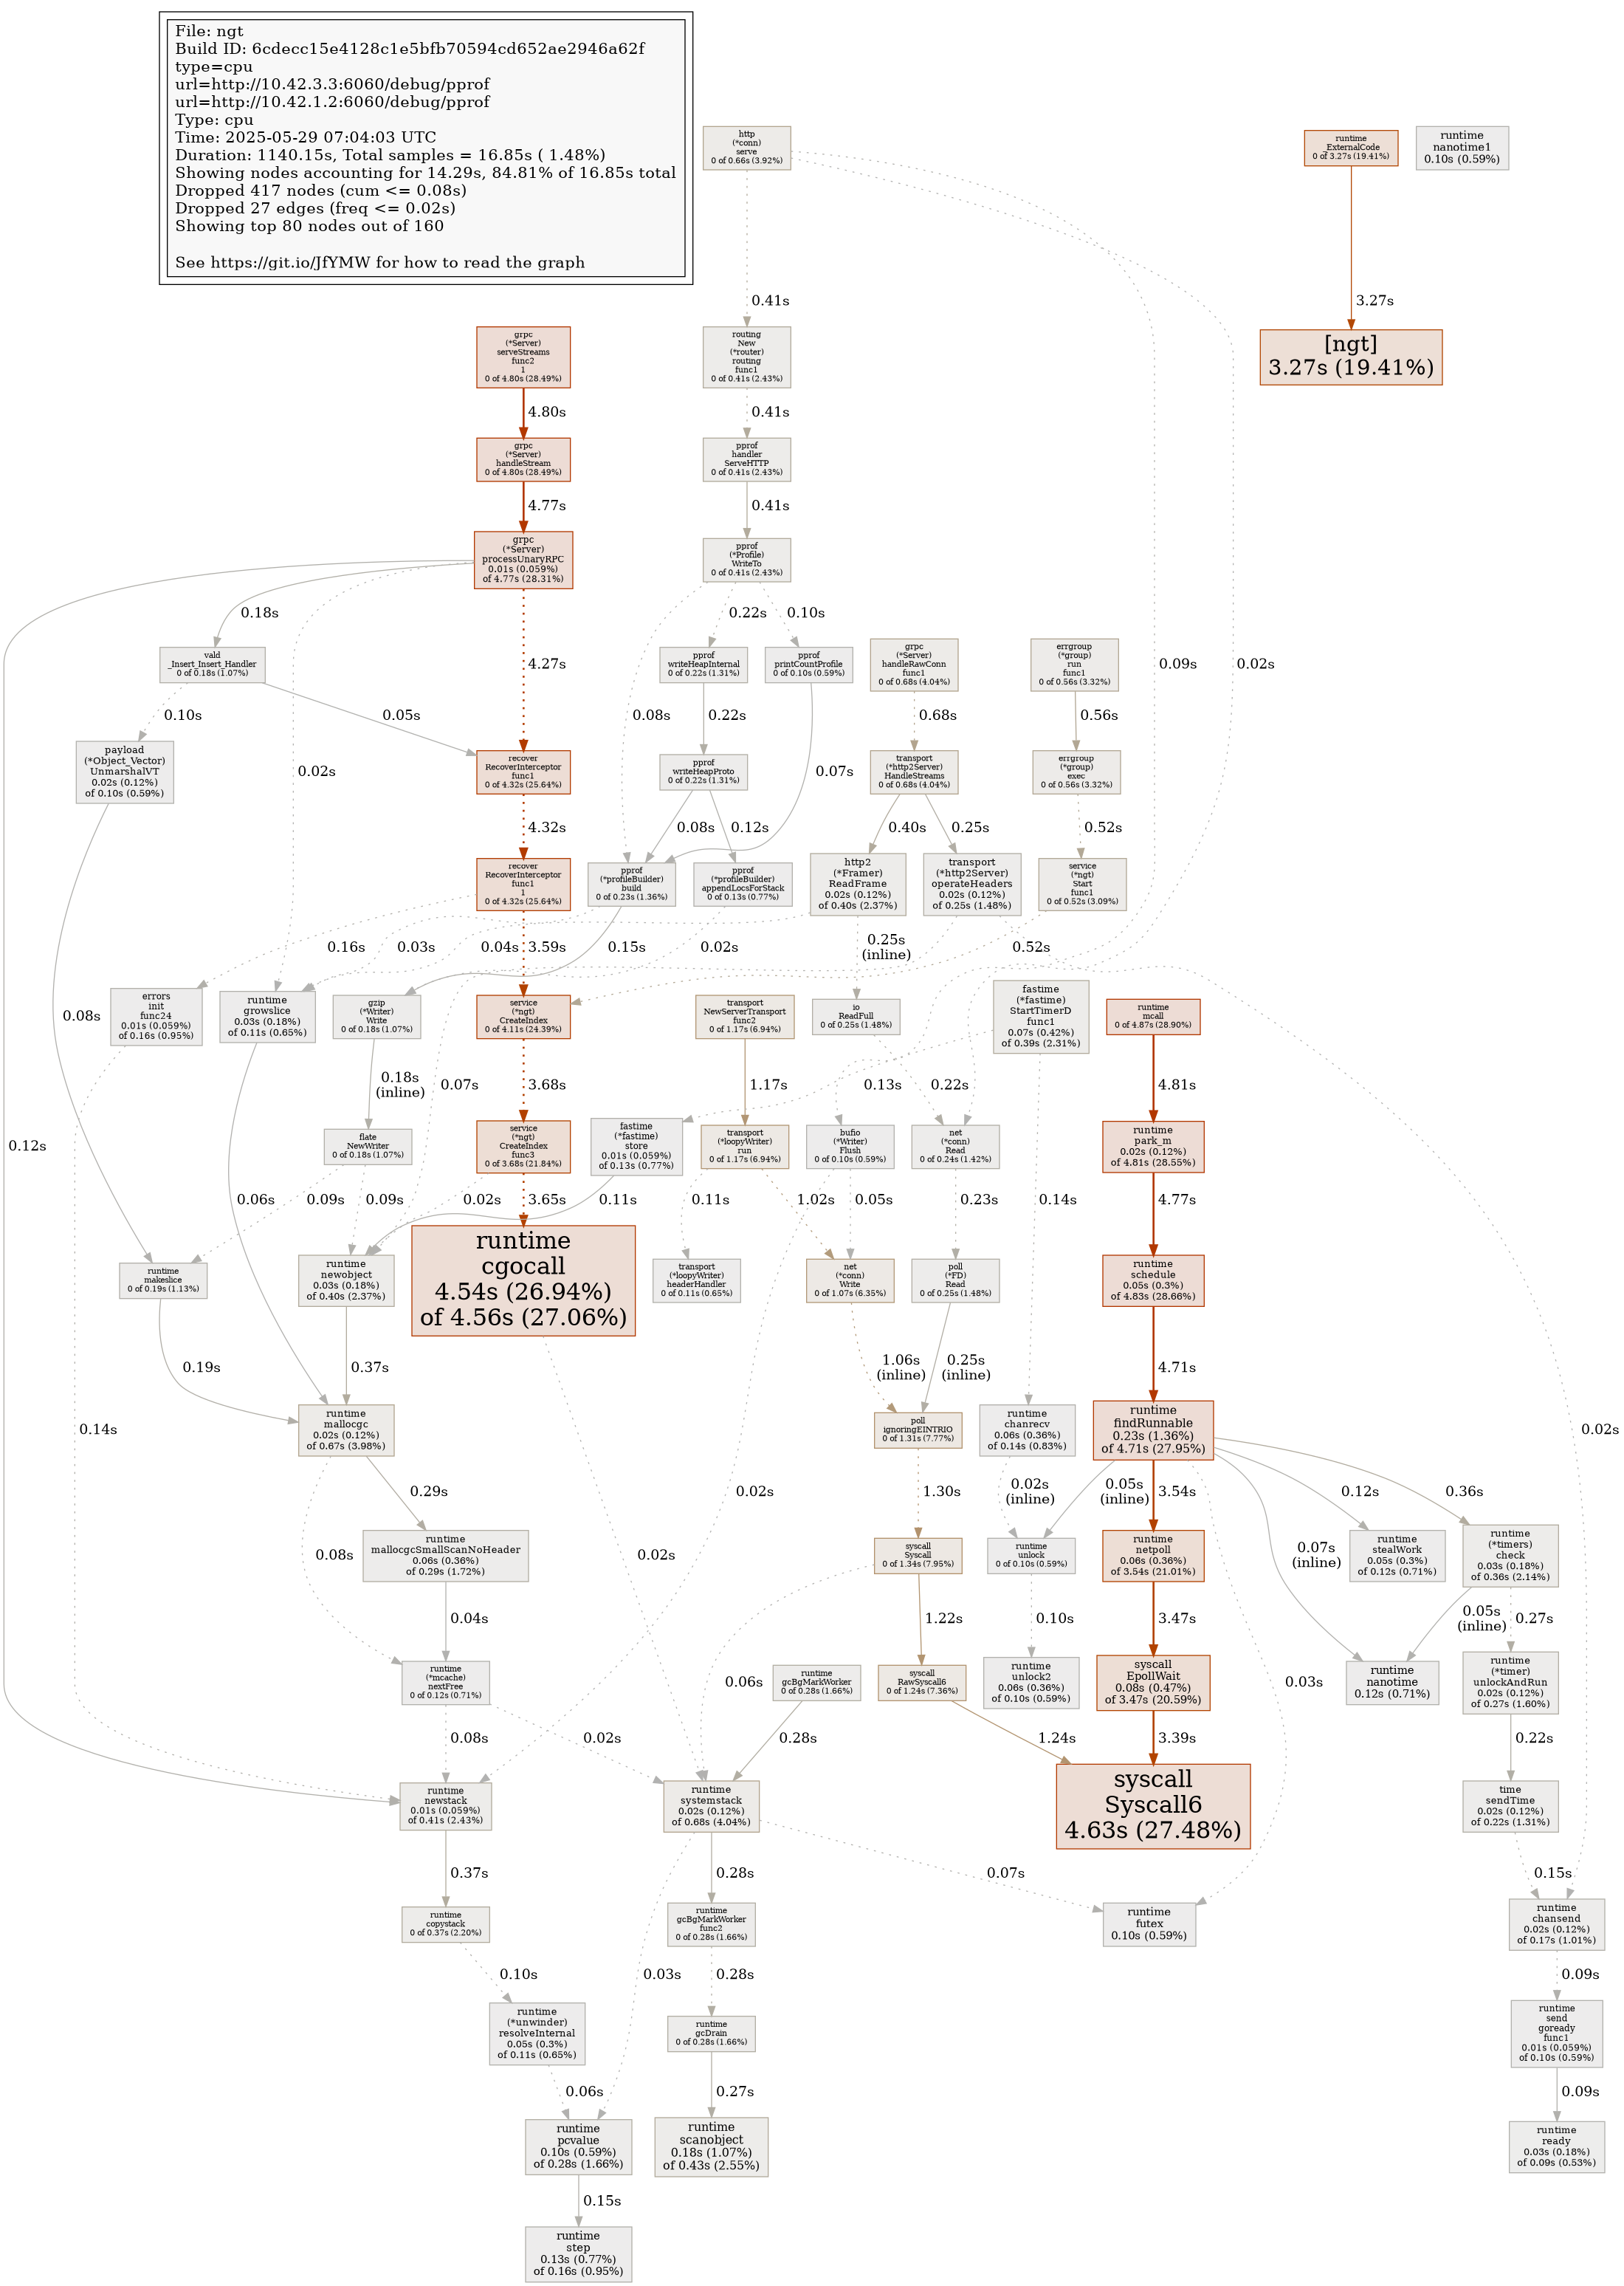 File: ngt
Build ID: 6cdecc15e4128c1e5bfb70594cd652ae2946a62f
type=cpu
url=http://10.42.3.3:6060/debug/pprof
url=http://10.42.1.2:6060/debug/pprof
Type: cpu
Time: 2025-05-29 07:04:03 UTC
Duration: 1140.15s, Total samples = 16.85s ( 1.48%)
Showing nodes accounting for 14.29s, 84.81% of 16.85s total
Dropped 417 nodes (cum <= 0.08s)
Dropped 27 edges (freq <= 0.02s)
Showing top 80 nodes out of 160
See https://git.io/JfYMW for how to read the graph
http
(*conn)
serve
0 of 0.66s (3.92%)
runtime
_ExternalCode
0 of 3.27s (19.41%)
runtime
nanotime1
0.10s (0.59%)
0.41s
3.27s
grpc
(*Server)
serveStreams
func2
1
0 of 4.80s (28.49%)
routing
New
(*router)
routing
func1
0 of 0.41s (2.43%)
[ngt]
3.27s (19.41%)
4.80s
0.41s
grpc
(*Server)
handleStream
0 of 4.80s (28.49%)
pprof
handler
ServeHTTP
0 of 0.41s (2.43%)
4.77s
0.41s
grpc
(*Server)
processUnaryRPC
0.01s (0.059%)
of 4.77s (28.31%)
pprof
(*Profile)
WriteTo
0 of 0.41s (2.43%)
0.18s
0.22s
0.10s
vald
_Insert_Insert_Handler
0 of 0.18s (1.07%)
4.27s
pprof
writeHeapInternal
0 of 0.22s (1.31%)
pprof
printCountProfile
0 of 0.10s (0.59%)
grpc
(*Server)
handleRawConn
func1
0 of 0.68s (4.04%)
errgroup
(*group)
run
func1
0 of 0.56s (3.32%)
0.09s
0.02s
0.10s
0.05s
0.08s
0.22s
0.68s
0.56s
payload
(*Object_Vector)
UnmarshalVT
0.02s (0.12%)
of 0.10s (0.59%)
0.02s
recover
RecoverInterceptor
func1
0 of 4.32s (25.64%)
pprof
writeHeapProto
0 of 0.22s (1.31%)
0.07s
transport
(*http2Server)
HandleStreams
0 of 0.68s (4.04%)
errgroup
(*group)
exec
0 of 0.56s (3.32%)
4.32s
0.08s
0.12s
0.40s
0.25s
0.52s
recover
RecoverInterceptor
func1
1
0 of 4.32s (25.64%)
pprof
(*profileBuilder)
build
0 of 0.23s (1.36%)
pprof
(*profileBuilder)
appendLocsForStack
0 of 0.13s (0.77%)
http2
(*Framer)
ReadFrame
0.02s (0.12%)
of 0.40s (2.37%)
transport
(*http2Server)
operateHeaders
0.02s (0.12%)
of 0.25s (1.48%)
service
(*ngt)
Start
func1
0 of 0.52s (3.09%)
0.16s
0.03s
0.04s
3.59s
0.15s
0.02s
0.25s
(inline)
0.52s
0.08s
errors
init
func24
0.01s (0.059%)
of 0.16s (0.95%)
runtime
growslice
0.03s (0.18%)
of 0.11s (0.65%)
gzip
(*Writer)
Write
0 of 0.18s (1.07%)
service
(*ngt)
CreateIndex
0 of 4.11s (24.39%)
transport
NewServerTransport
func2
0 of 1.17s (6.94%)
io
ReadFull
0 of 0.25s (1.48%)
fastime
(*fastime)
StartTimerD
func1
0.07s (0.42%)
of 0.39s (2.31%)
runtime
mcall
0 of 4.87s (28.90%)
0.18s
(inline)
0.07s
3.68s
1.17s
0.13s
0.22s
4.81s
0.12s
flate
NewWriter
0 of 0.18s (1.07%)
service
(*ngt)
CreateIndex
func3
0 of 3.68s (21.84%)
fastime
(*fastime)
store
0.01s (0.059%)
of 0.13s (0.77%)
transport
(*loopyWriter)
run
0 of 1.17s (6.94%)
bufio
(*Writer)
Flush
0 of 0.10s (0.59%)
net
(*conn)
Read
0 of 0.24s (1.42%)
runtime
park_m
0.02s (0.12%)
of 4.81s (28.55%)
0.06s
0.09s
0.09s
0.02s
3.65s
0.11s
0.11s
1.02s
0.05s
0.23s
0.14s
4.77s
runtime
makeslice
0 of 0.19s (1.13%)
runtime
newobject
0.03s (0.18%)
of 0.40s (2.37%)
runtime
cgocall
4.54s (26.94%)
of 4.56s (27.06%)
transport
(*loopyWriter)
headerHandler
0 of 0.11s (0.65%)
net
(*conn)
Write
0 of 1.07s (6.35%)
poll
(*FD)
Read
0 of 0.25s (1.48%)
runtime
schedule
0.05s (0.3%)
of 4.83s (28.66%)
0.19s
0.37s
1.06s
(inline)
0.25s
(inline)
4.71s
0.14s
runtime
mallocgc
0.02s (0.12%)
of 0.67s (3.98%)
poll
ignoringEINTRIO
0 of 1.31s (7.77%)
runtime
chanrecv
0.06s (0.36%)
of 0.14s (0.83%)
runtime
findRunnable
0.23s (1.36%)
of 4.71s (27.95%)
0.02s
0.29s
0.02s
1.30s
0.02s
(inline)
0.05s
(inline)
3.54s
0.12s
0.36s
0.08s
runtime
mallocgcSmallScanNoHeader
0.06s (0.36%)
of 0.29s (1.72%)
0.02s
syscall
Syscall
0 of 1.34s (7.95%)
runtime
unlock
0 of 0.10s (0.59%)
runtime
netpoll
0.06s (0.36%)
of 3.54s (21.01%)
0.07s
(inline)
runtime
stealWork
0.05s (0.3%)
of 0.12s (0.71%)
runtime
(*timers)
check
0.03s (0.18%)
of 0.36s (2.14%)
0.04s
1.22s
0.10s
3.47s
0.05s
(inline)
0.27s
runtime
(*mcache)
nextFree
0 of 0.12s (0.71%)
0.06s
runtime
gcBgMarkWorker
0 of 0.28s (1.66%)
syscall
RawSyscall6
0 of 1.24s (7.36%)
runtime
unlock2
0.06s (0.36%)
of 0.10s (0.59%)
syscall
EpollWait
0.08s (0.47%)
of 3.47s (20.59%)
0.03s
runtime
nanotime
0.12s (0.71%)
runtime
(*timer)
unlockAndRun
0.02s (0.12%)
of 0.27s (1.60%)
0.08s
0.02s
0.28s
1.24s
3.39s
0.22s
runtime
newstack
0.01s (0.059%)
of 0.41s (2.43%)
runtime
systemstack
0.02s (0.12%)
of 0.68s (4.04%)
syscall
Syscall6
4.63s (27.48%)
time
sendTime
0.02s (0.12%)
of 0.22s (1.31%)
0.37s
0.28s
0.07s
0.15s
runtime
copystack
0 of 0.37s (2.20%)
runtime
gcBgMarkWorker
func2
0 of 0.28s (1.66%)
runtime
futex
0.10s (0.59%)
runtime
chansend
0.02s (0.12%)
of 0.17s (1.01%)
0.10s
0.03s
0.28s
0.09s
runtime
(*unwinder)
resolveInternal
0.05s (0.3%)
of 0.11s (0.65%)
runtime
gcDrain
0 of 0.28s (1.66%)
runtime
send
goready
func1
0.01s (0.059%)
of 0.10s (0.59%)
0.06s
0.27s
0.09s
runtime
pcvalue
0.10s (0.59%)
of 0.28s (1.66%)
runtime
scanobject
0.18s (1.07%)
of 0.43s (2.55%)
runtime
ready
0.03s (0.18%)
of 0.09s (0.53%)
0.15s
runtime
step
0.13s (0.77%)
of 0.16s (0.95%)